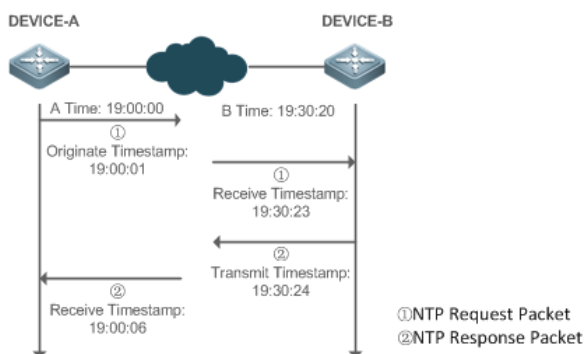 DEVICE-A
DEVICE-B
A Time: 19:00:00
B Time: 19:30:20
①
Originate Timestamp:
19:00:01
①
Receive Timestamp:
19:30:23
②
Transmit Timestamp:
19:30:24
②
Receive Timestamp:
19:00:06
①NTP Request Packet
②NTP Response Packet